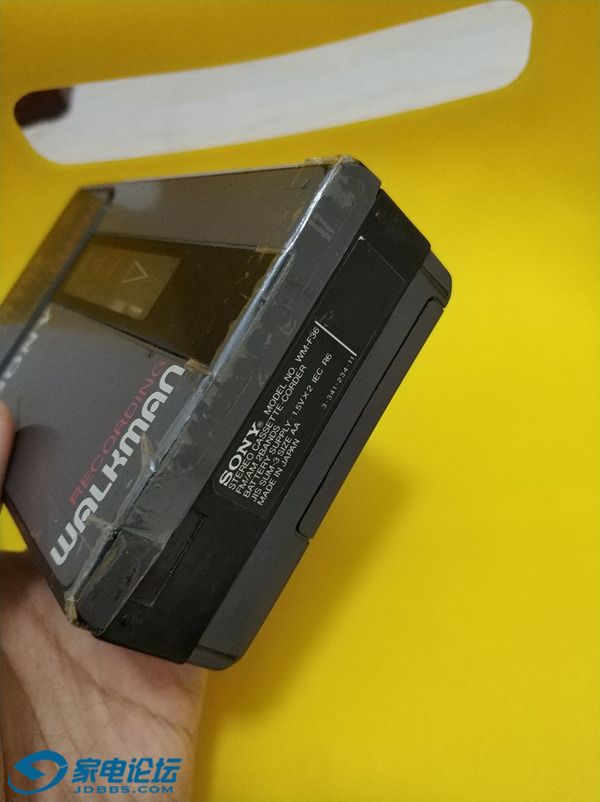 SONY
RECORDING
WALKMAN
SONY® MODEL NO. WM-F36
STEREO CASSETTE-CORDER
FM/AM 2BANDS
BATTERY SUPPLY : 1.5V×2 IEC R6
JIS SUM-3 SIZE AA
MADE IN JAPAN
3-341-234-11
家电论坛
JDBBS.COM